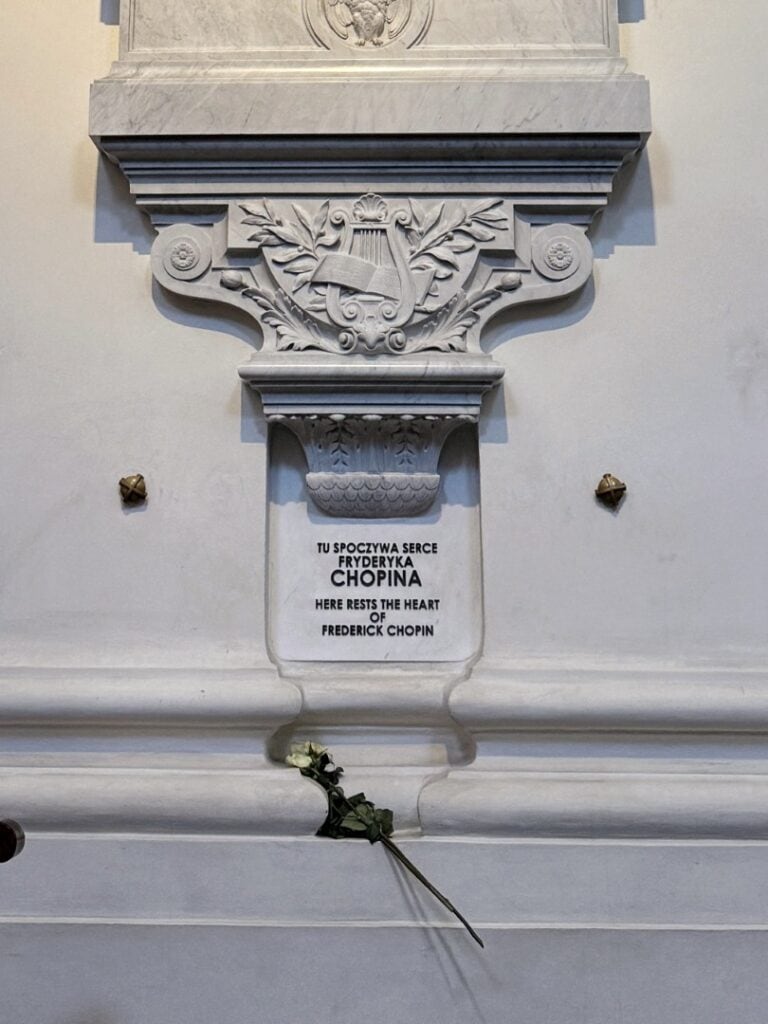 TU SPOCZYWA SERCE
FRYDERYKA
CHOPINA
HERE RESTS THE HEART
OF
FREDERICK CHOPIN